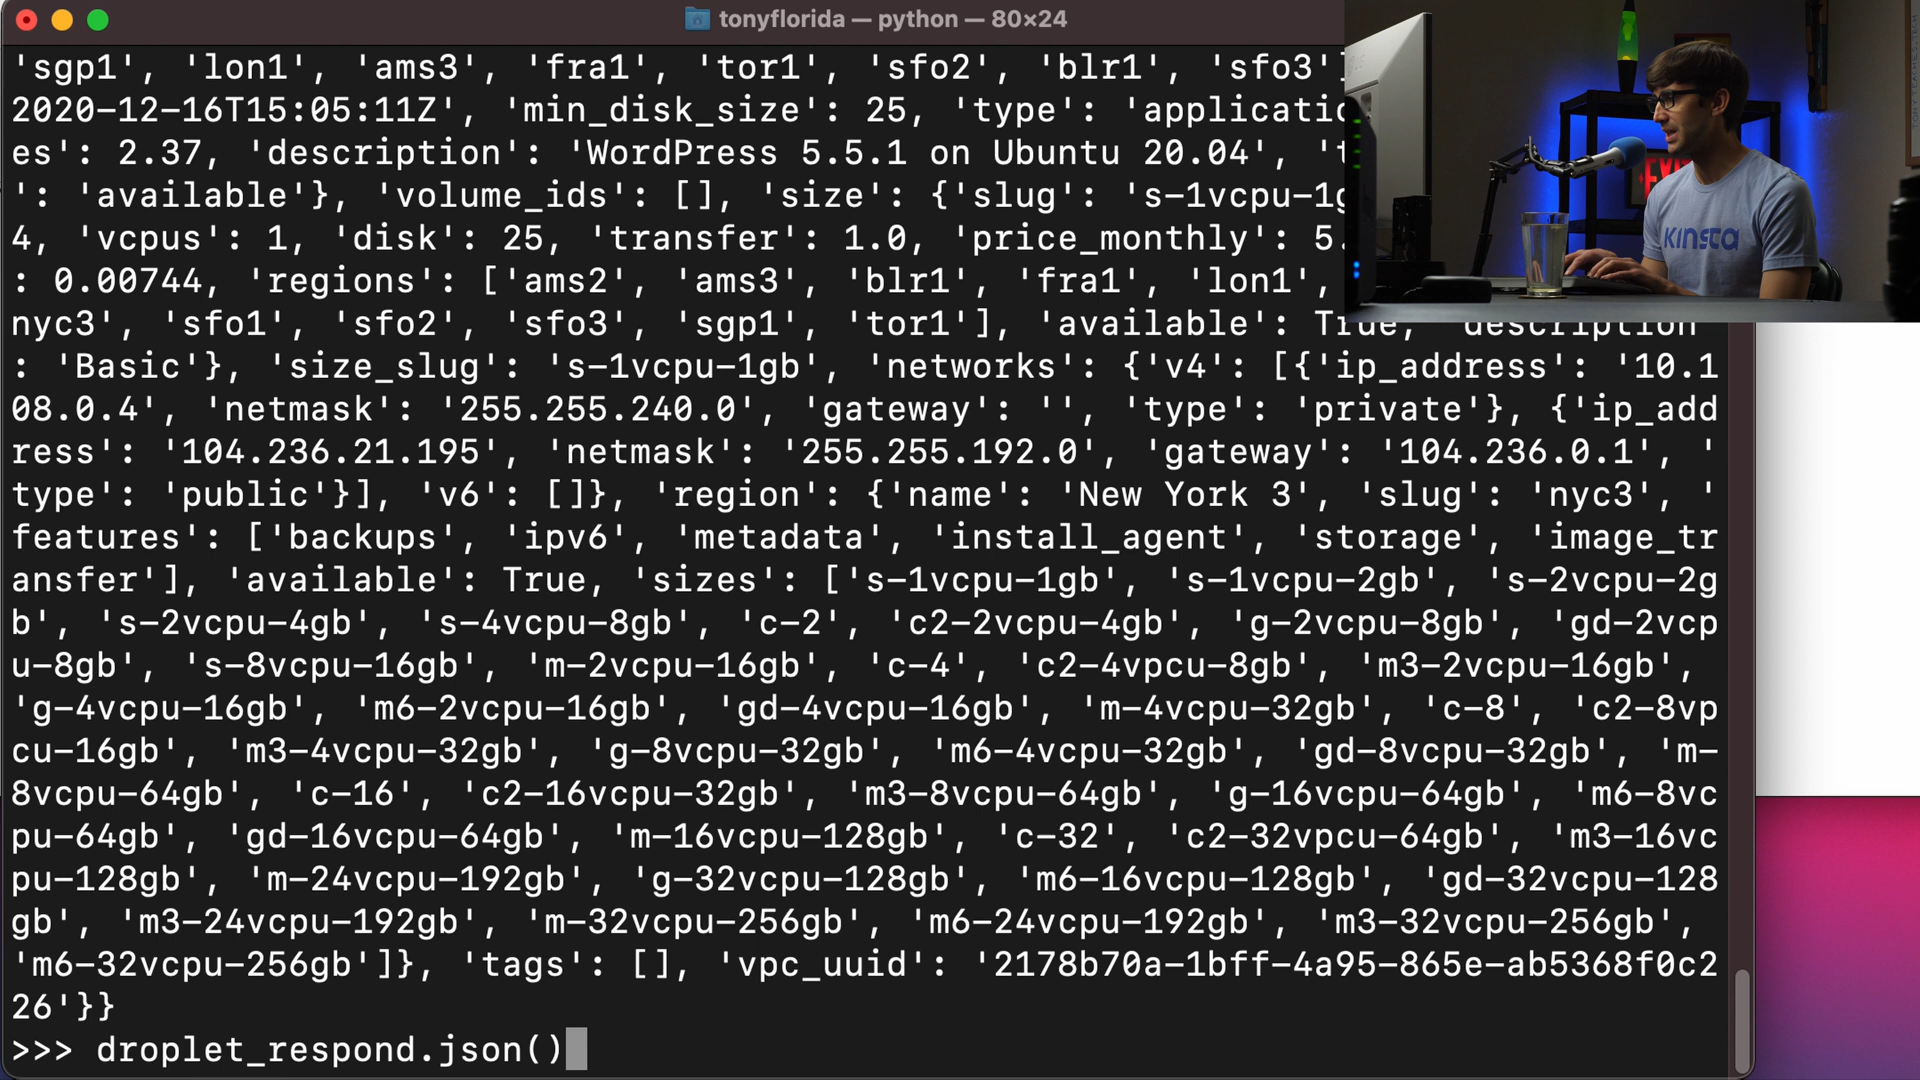 tonyflorida — python — 80×24
'sgp1', 'lon1', 'ams3', 'fra1', 'tor1', 'sfo2', 'blr1', 'sfo3'
2020-12-16T15:05:11Z', 'min_disk_size': 25, 'type': 'applicatio
es': 2.37, 'description': 'WordPress 5.5.1 on Ubuntu 20.04', 't
': 'available'}, 'volume_ids': [], 'size': {'slug': 's-1vcpu-1g
4, 'vcpus': 1, 'disk': 25, 'transfer': 1.0, 'price_monthly': 5.
: 0.00744, 'regions': ['ams2', 'ams3', 'blr1', 'fra1', 'lon1',
nyc3', 'sfo1', 'sfo2', 'sfo3', 'sgp1', 'tor1'], 'available': True, 'description'
: 'Basic'}, 'size_slug': 's-1vcpu-1gb', 'networks': {'v4': [{'ip_address': '10.1
08.0.4', 'netmask': '255.255.240.0', 'gateway': '', 'type': 'private'}, {'ip_add
ress': '104.236.21.195', 'netmask': '255.255.192.0', 'gateway': '104.236.0.1', '
type': 'public'}], 'v6': []}, 'region': {'name': 'New York 3', 'slug': 'nyc3', '
features': ['backups', 'ipv6', 'metadata', 'install_agent', 'storage', 'image_tr
ansfer'], 'available': True, 'sizes': ['s-1vcpu-1gb', 's-1vcpu-2gb', 's-2vcpu-2g
b', 's-2vcpu-4gb', 's-4vcpu-8gb', 'c-2', 'c2-2vcpu-4gb', 'g-2vcpu-8gb', 'gd-2vcp
u-8gb', 's-8vcpu-16gb', 'm-2vcpu-16gb', 'c-4', 'c2-4vpcu-8gb', 'm3-2vcpu-16gb',
'g-4vcpu-16gb', 'm6-2vcpu-16gb', 'gd-4vcpu-16gb', 'm-4vcpu-32gb', 'c-8', 'c2-8vp
cu-16gb', 'm3-4vcpu-32gb', 'g-8vcpu-32gb', 'm6-4vcpu-32gb', 'gd-8vcpu-32gb', 'm-
8vcpu-64gb', 'c-16', 'c2-16vcpu-32gb', 'm3-8vcpu-64gb', 'g-16vcpu-64gb', 'm6-8vc
pu-64gb', 'gd-16vcpu-64gb', 'm-16vcpu-128gb', 'c-32', 'c2-32vpcu-64gb', 'm3-16vc
pu-128gb', 'm-24vcpu-192gb', 'g-32vcpu-128gb', 'm6-16vcpu-128gb', 'gd-32vcpu-128
gb', 'm3-24vcpu-192gb', 'm-32vcpu-256gb', 'm6-24vcpu-192gb', 'm3-32vcpu-256gb',
'm6-32vcpu-256gb']}, 'tags': [], 'vpc_uuid': '2178b70a-1bff-4a95-865e-ab5368f0c2
26'}}
>>> droplet_respond.json()
EXIT
KINSTA